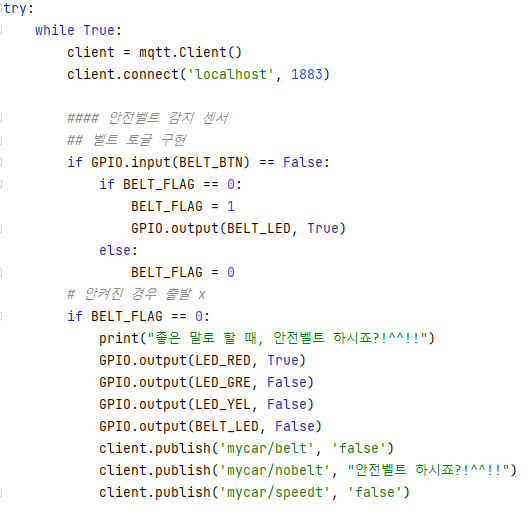 try:
    while True:
        client = mqtt.Client()
        client.connect('localhost', 1883)
        #### 안전벨트 감지 센서
        ## 벨트 토글 구현
        if GPIO.input(BELT_BTN) == False:
            if BELT_FLAG == 0:
                BELT_FLAG = 1
                GPIO.output(BELT_LED, True)
            else:
                BELT_FLAG = 0
        # 안켜진 경우 출발 x
        if BELT_FLAG == 0:
            print("좋은 말로 할 때, 안전벨트 하시죠?!^^!!")
            GPIO.output(LED_RED, True)
            GPIO.output(LED_GRE, False)
            GPIO.output(LED_YEL, False)
            GPIO.output(BELT_LED, False)
            client.publish('mycar/belt', 'false')
            client.publish('mycar/nobelt', "안전벨트 하시죠?!^^!!")
            client.publish('mycar/speedt', 'false')